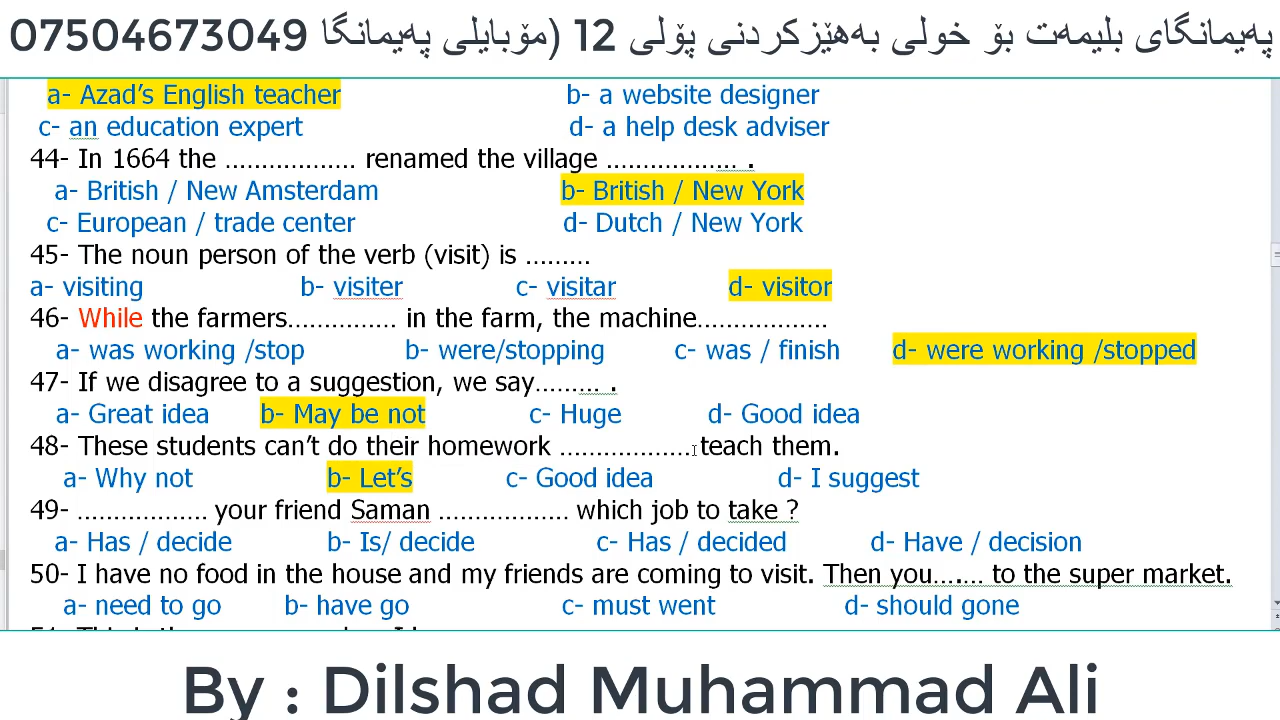 پەیمانگای بلیمەت بۆ خولی بەهێزکردنی پۆلی 12 (مۆبایلی پەیمانگا 07504673049
a- Azad’s English teacher b- a website designer
c- an education expert d- a help desk adviser
44- In 1664 the ……………… renamed the village ……………… .
a- British / New Amsterdam b- British / New York
c- European / trade center d- Dutch / New York
45- The noun person of the verb (visit) is ………
a- visiting b- visiter c- visitar d- visitor
46- While the farmers…………… in the farm, the machine………………
a- was working /stop b- were/stopping c- was / finish d- were working /stopped
47- If we disagree to a suggestion, we say……… .
a- Great idea b- May be not c- Huge d- Good idea
48- These students can’t do their homework ……………… teach them.
a- Why not b- Let’s c- Good idea d- I suggest
49- ……………… your friend Saman ……………… which job to take ?
a- Has / decide b- Is/ decide c- Has / decided d- Have / decision
50- I have no food in the house and my friends are coming to visit. Then you……. to the super market.
a- need to go b- have go c- must went d- should gone
By : Dilshad Muhammad Ali